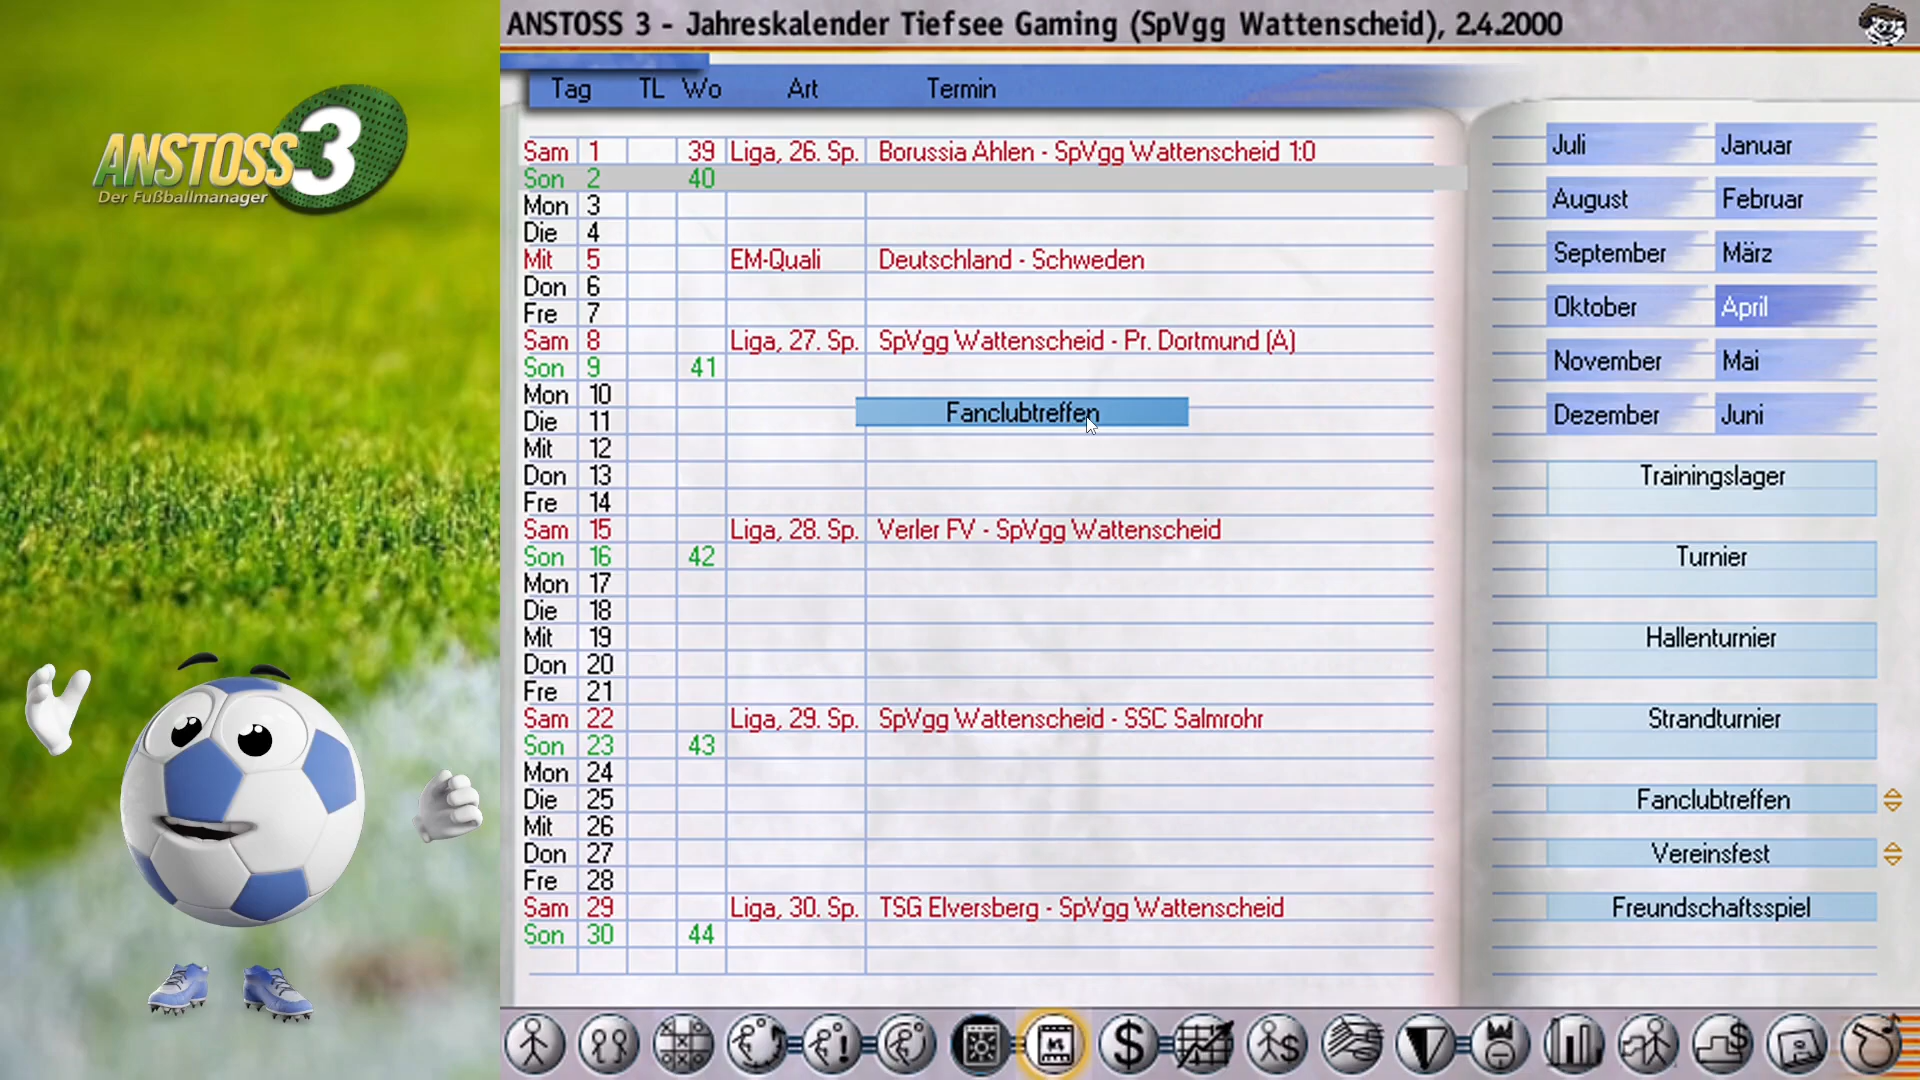 ANSTOSS 3 - Jahreskalender Tiefsee Gaming (SpVgg Wattenscheid), 2.4.2000
ANSTOSS 3
Der Fußballmanager
Tag TL Wo Art Termin
Sam 1 39 Liga, 26. Sp. Borussia Ahlen - SpVgg Wattenscheid 1:0
Son 2 40
Mon 3
Die 4
Mit 5 EM-Quali Deutschland - Schweden
Don 6
Fre 7
Sam 8 Liga, 27. Sp. SpVgg Wattenscheid - Pr. Dortmund (A)
Son 9 41
Mon 10
Die 11
Fanclubtreffen
Mit 12
Don 13
Fre 14
Sam 15 Liga, 28. Sp. Verler FV - SpVgg Wattenscheid
Son 16 42
Mon 17
Die 18
Mit 19
Don 20
Fre 21
Sam 22 Liga, 29. Sp. SpVgg Wattenscheid - SSC Salmrohr
Son 23 43
Mon 24
Die 25
Mit 26
Don 27
Fre 28
Sam 29 Liga, 30. Sp. TSG Elversberg - SpVgg Wattenscheid
Son 30 44
Juli Januar
August Februar
September März
Oktober April
November Mai
Dezember Juni
Trainingslager
Turnier
Hallenturnier
Strandturnier
Fanclubtreffen
Vereinsfest
Freundschaftsspiel